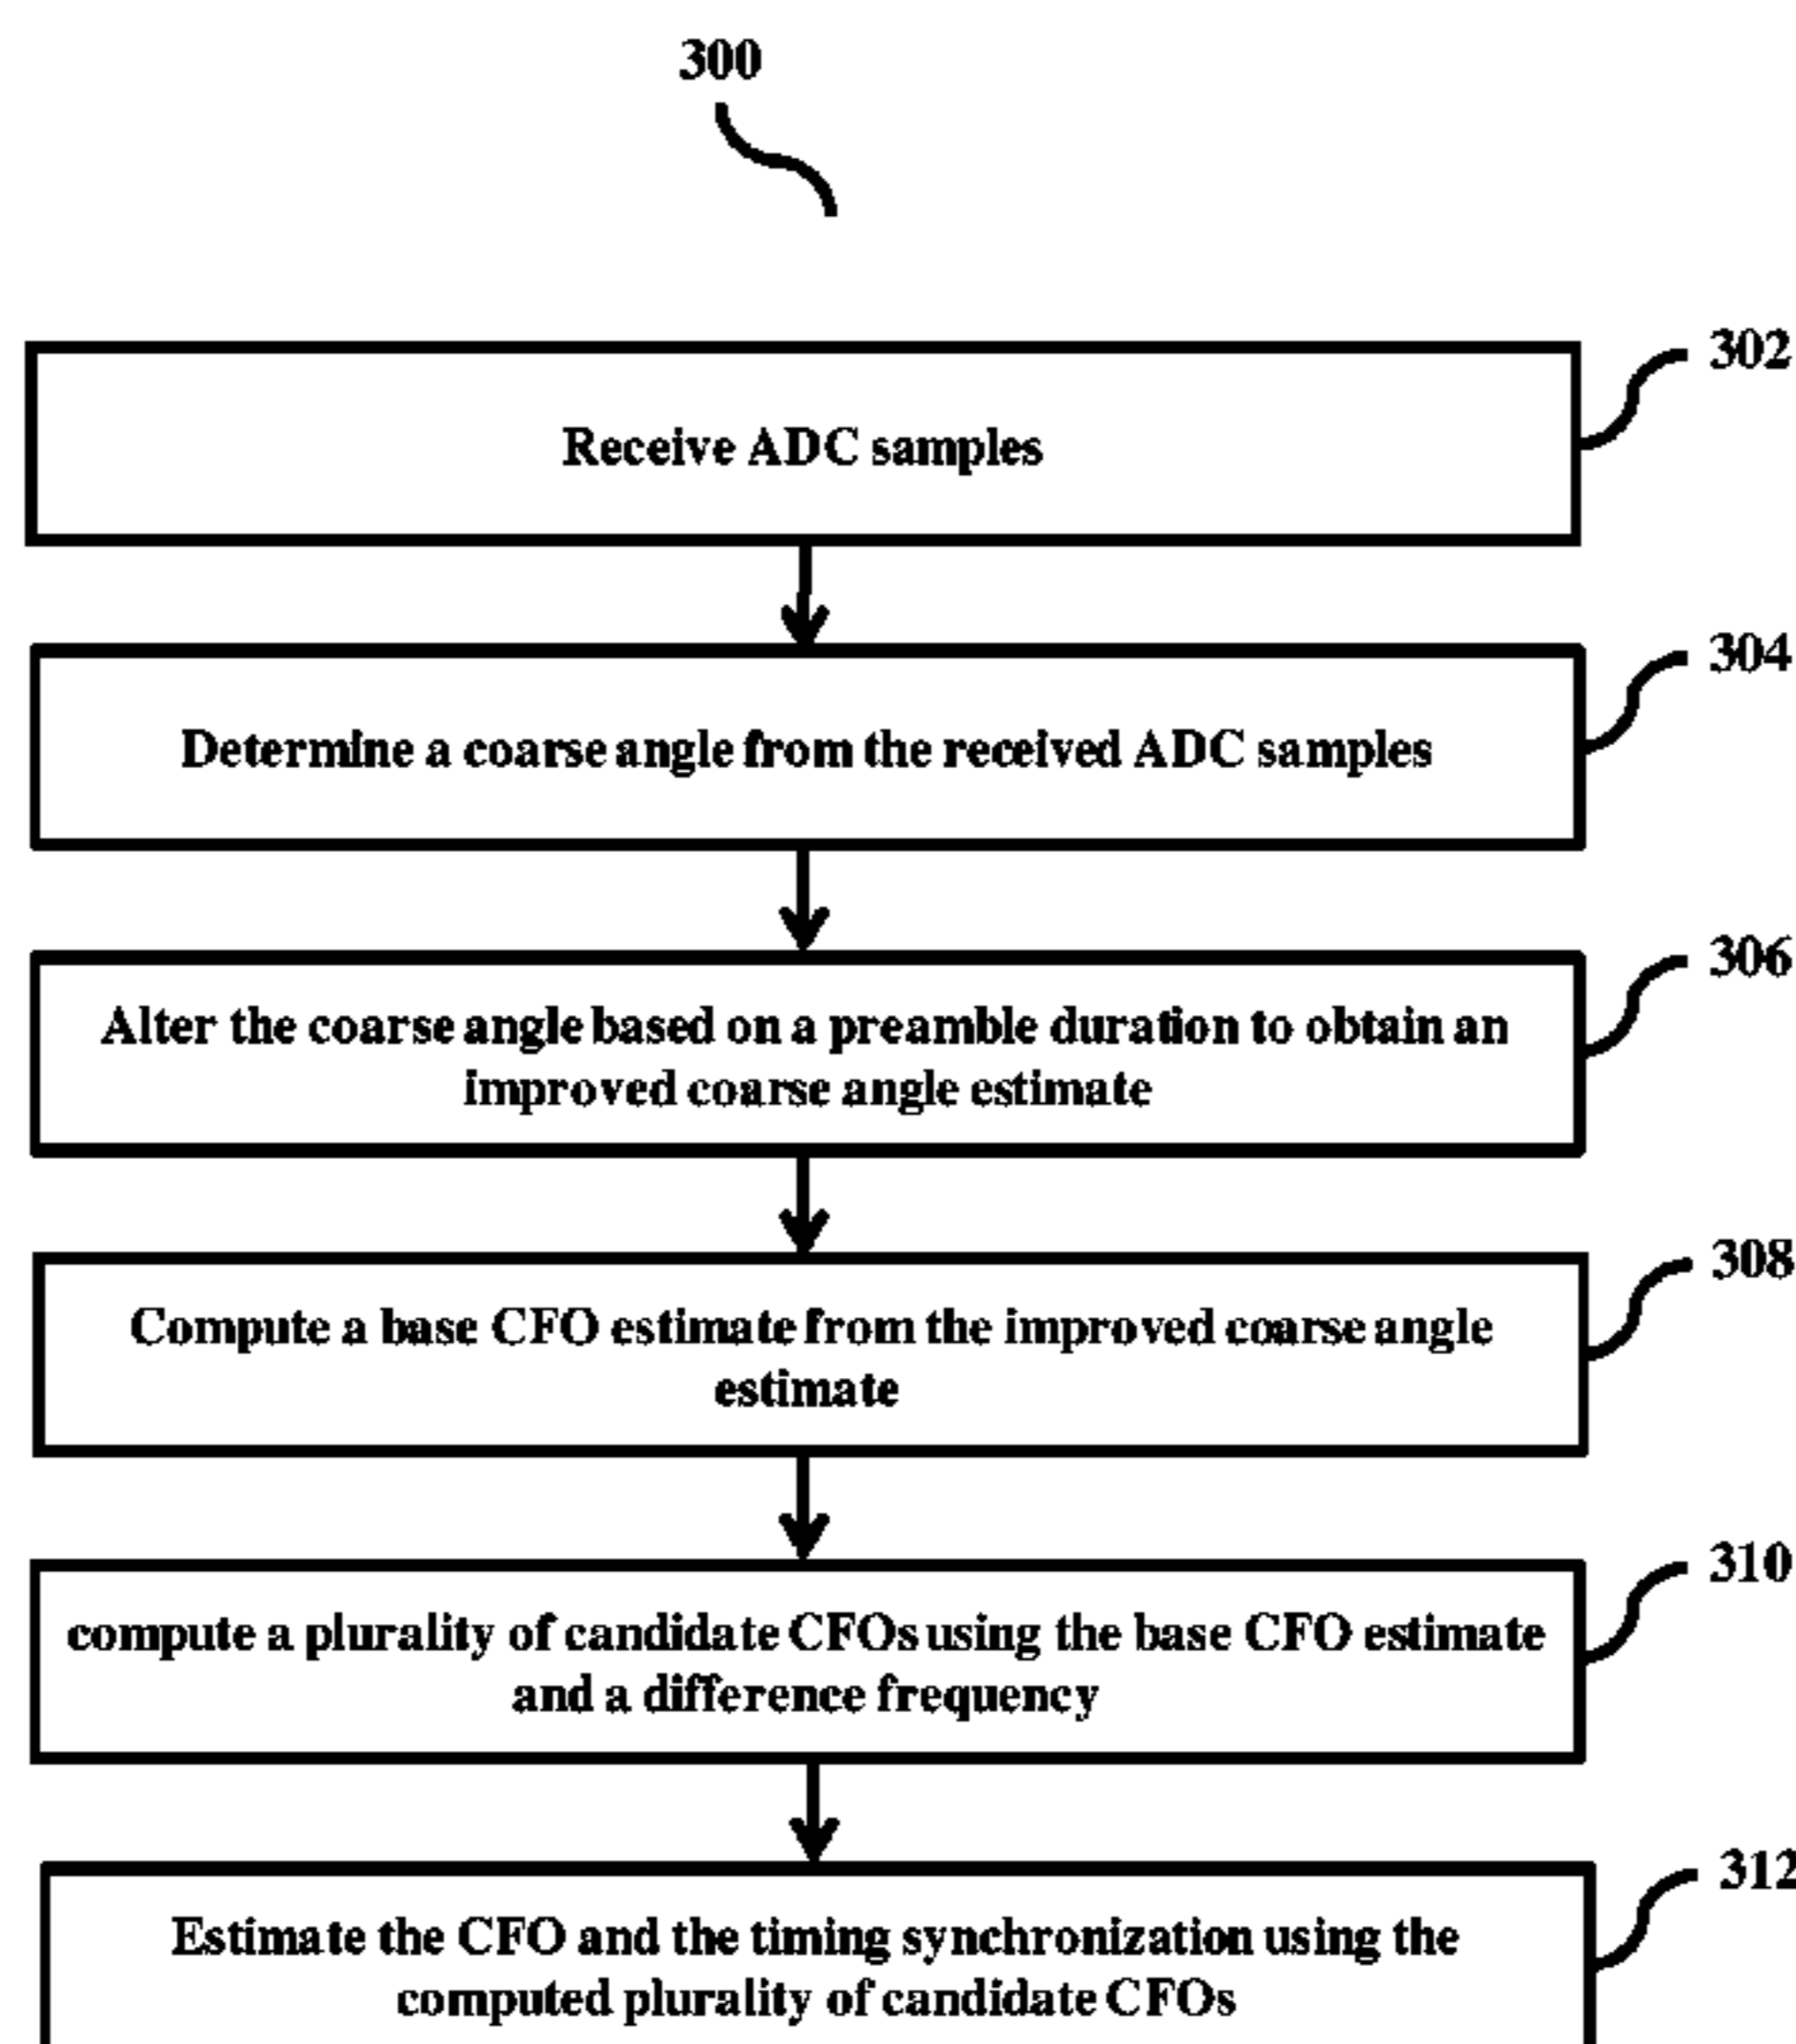 300
302
Receive ADC samples
304
Determine a coarse angle from the received ADC samples
306
Alter the coarse angle based on a preamble duration to obtain an
improved coarse angle estimate
308
Compute a base CFO estimate from the improved coarse angle
estimate
310
compute a plurality of candidate CFOs using the base CFO estimate
and a difference frequency
312
Estimate the CFO and the timing synchronization using the
computed plurality of candidate CFOs